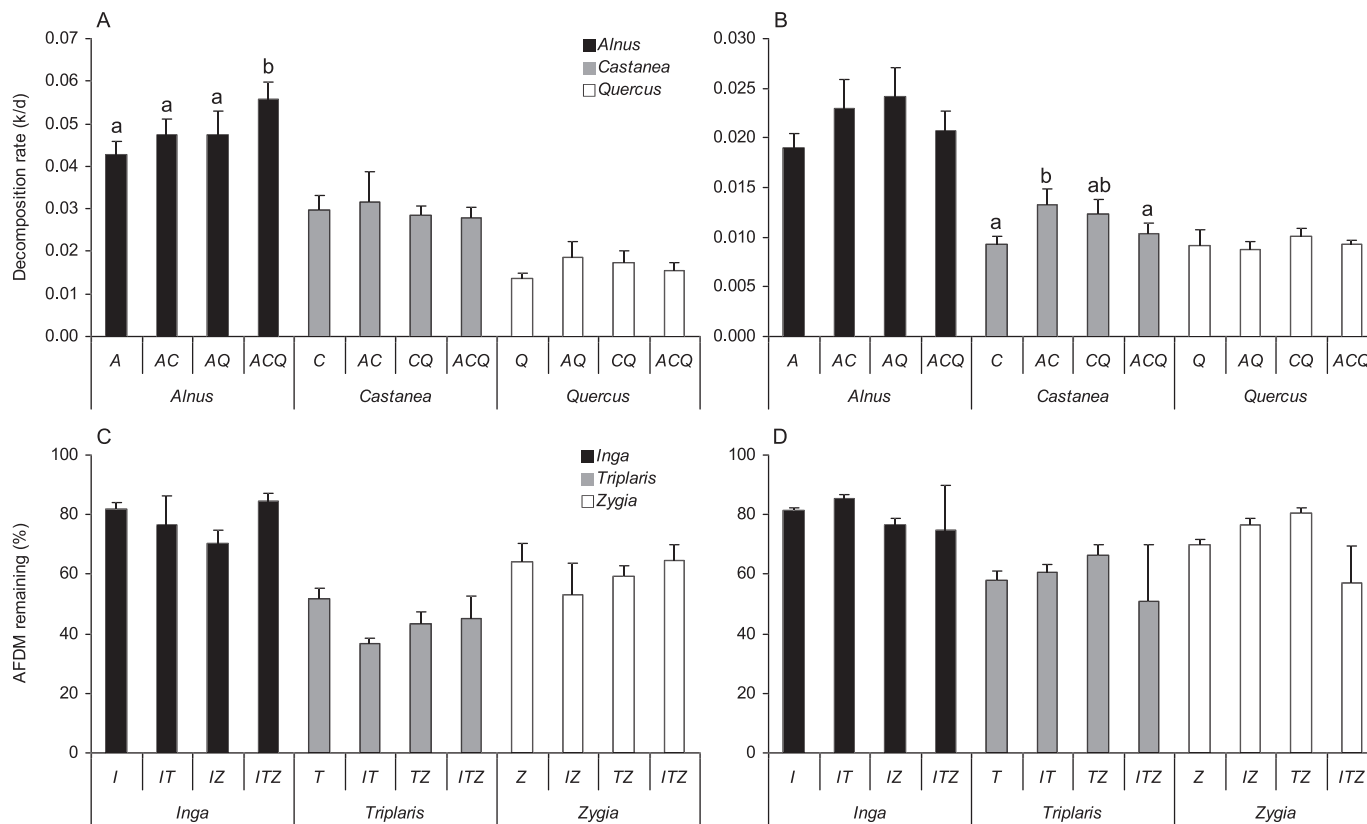 A
Decomposition rate (k/d)
0.07
0.06
0.05
0.04
0.03
0.02
0.01
0.00
Alnus
Castanea
Quercus
a
a
a
b
A AC AQ ACQ C AC CQ ACQ Q AQ CQ ACQ
Alnus Castanea Quercus
B
0.030
0.025
0.020
0.015
0.010
0.005
0.000
a
b
ab
a
A AC AQ ACQ C AC CQ ACQ Q AQ CQ ACQ
Alnus Castanea Quercus
C
AFDM remaining (%)
100
80
60
40
20
0
Inga
Triplaris
Zygia
I IT IZ ITZ T IT TZ ITZ Z IZ TZ ITZ
Inga Triplaris Zygia
D
100
80
60
40
20
0
I IT IZ ITZ T IT TZ ITZ Z IZ TZ ITZ
Inga Triplaris Zygia